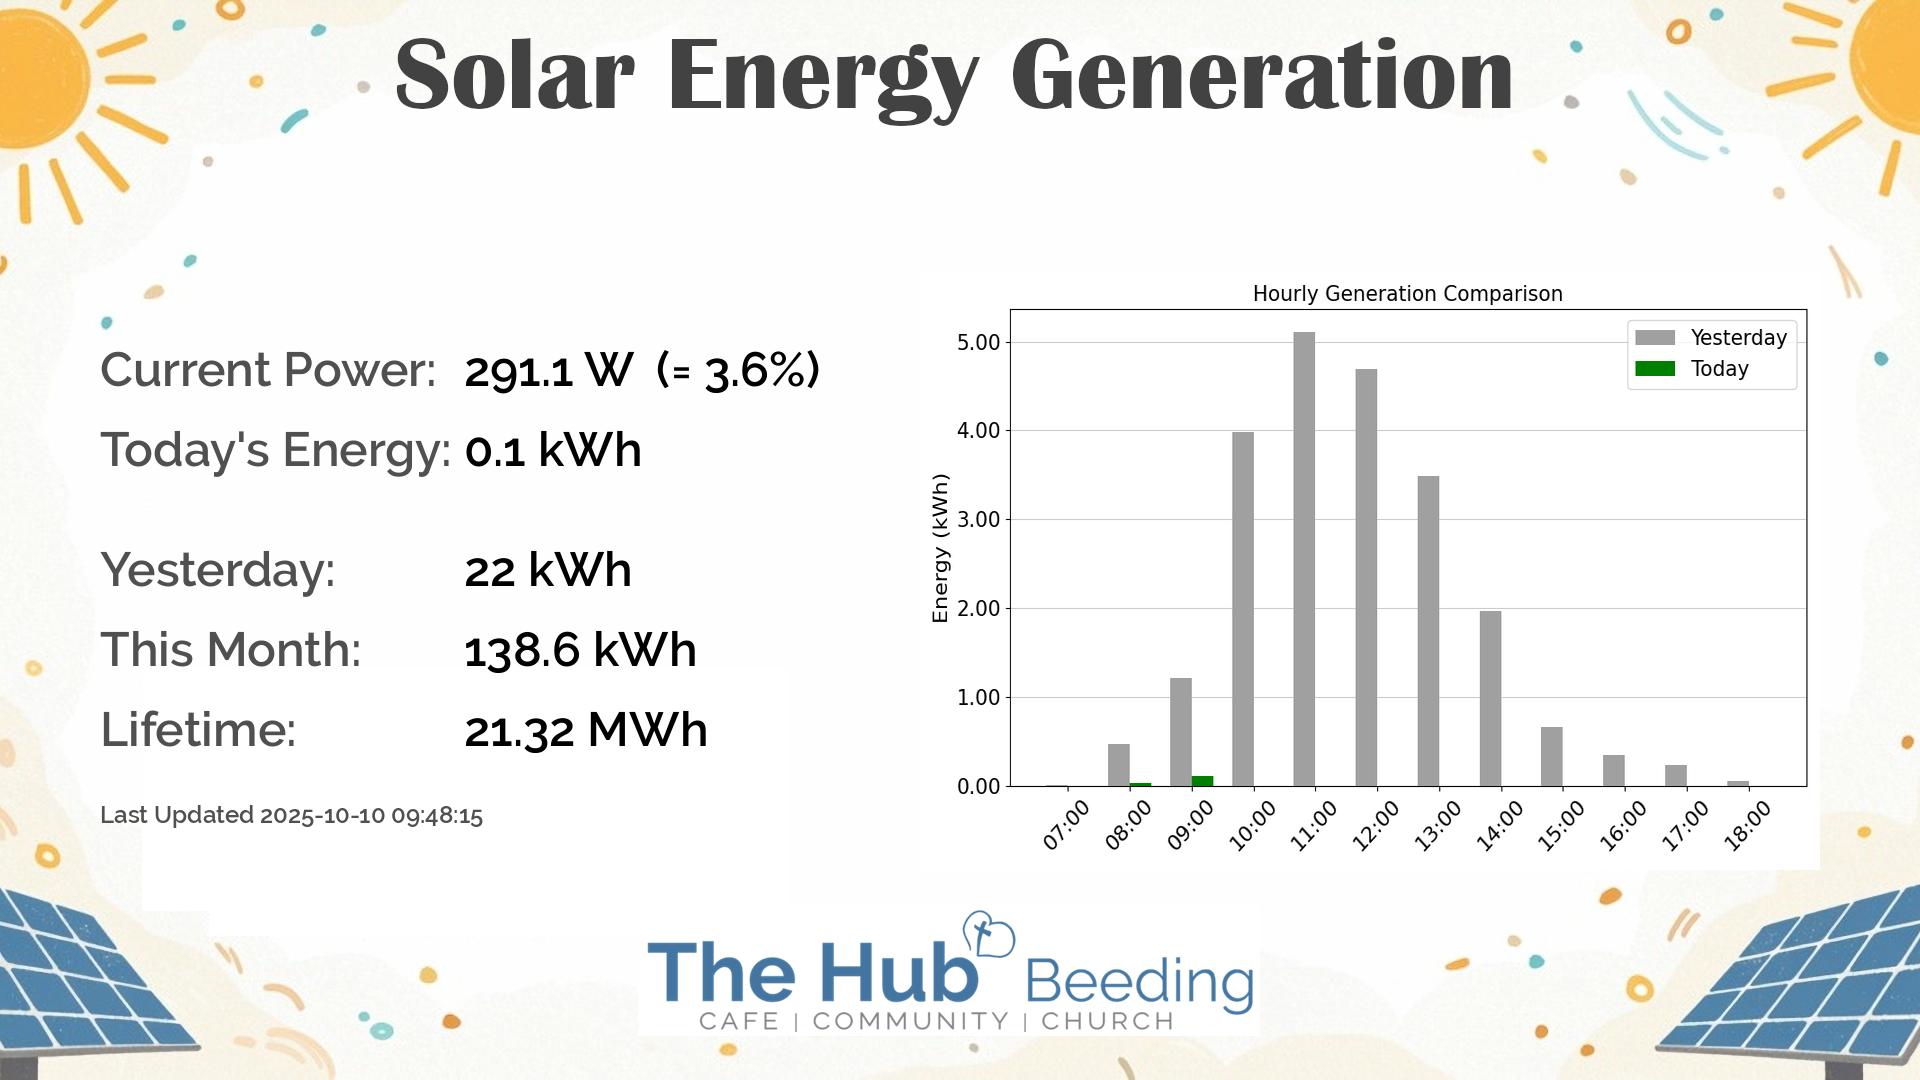 Solar Energy Generation
Current Power: 291.1 W (= 3.6%)
Today's Energy: 0.1 kWh
Yesterday: 22 kWh
This Month: 138.6 kWh
Lifetime: 21.32 MWh
Last Updated 2025-10-10 09:48:15
Hourly Generation Comparison
Yesterday
Today
Energy (kWh)
5.00
4.00
3.00
2.00
1.00
0.00
07:00 08:00 09:00 10:00 11:00 12:00 13:00 14:00 15:00 16:00 17:00 18:00
The Hub Beeding
CAFE | COMMUNITY | CHURCH